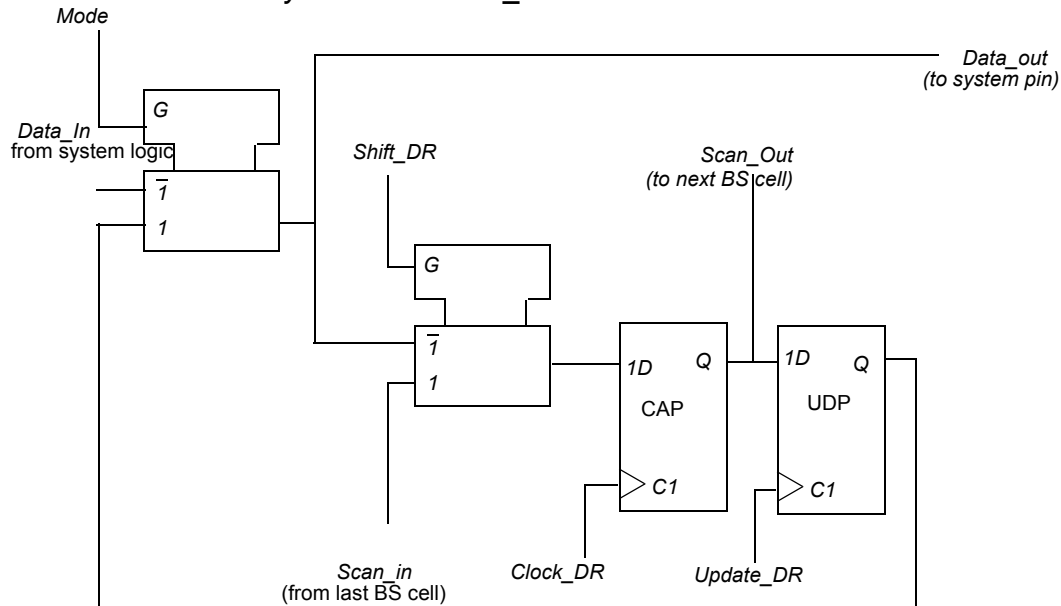 Mode
G
Data_In
from system logic
1
1
Data_out
(to system pin)
Shift_DR
Scan_Out
(to next BS cell)
G
1
1
1D
Q
CAP
C1
1D
Q
UDP
C1
Scan_in
(from last BS cell)
Clock_DR
Update_DR